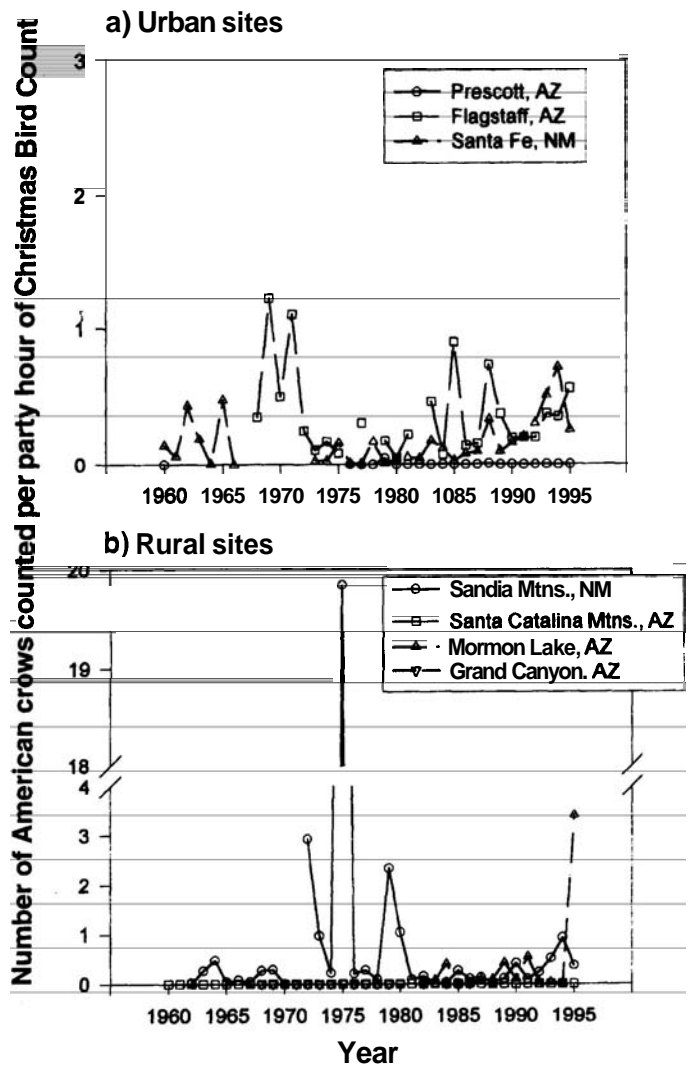 a) Urban sites
Number of American crows counted per party hour of Christmas Bird Count
3
2
1
0
Prescott, AZ
Flagstaff, AZ
Santa Fe, NM
1960 1965 1970 1975 1980 1085 1990 1995
b) Rural sites
20
19
18
4
3
2
1
0
Sandia Mtns., NM
Santa Catalina Mtns., AZ
Mormon Lake, AZ
Grand Canyon. AZ
1960 1965 1970 1975 1980 1985 1990 1995
Year